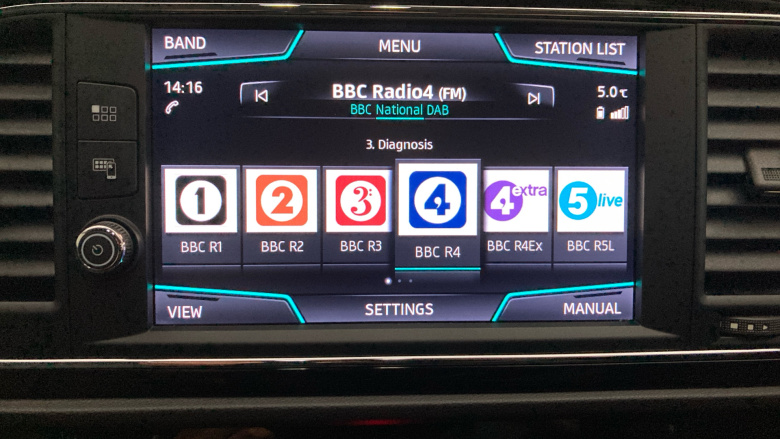 BAND
MENU
STATION LIST
14:16
BBC Radio4 (FM)
5.0℃
BBC National DAB
3. Diagnosis
1
2
3
4
4 extra
5 live
BBC R1
BBC R2
BBC R3
BBC R4
BBC R4Ex
BBC R5L
VIEW
SETTINGS
MANUAL